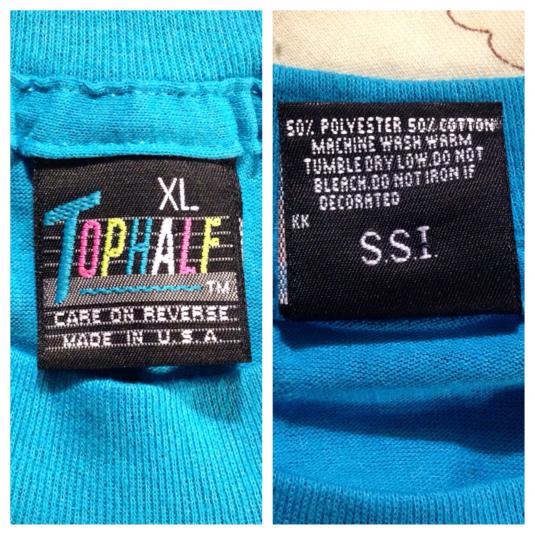 XL
TOPHALF
TM
CARE ON REVERSE
MADE IN U.S.A
50% POLYESTER 50% COTTON
MACHINE WASH WARM
TUMBLE DRY LOW.DO NOT
BLEACH.DO NOT IRON IF
DECORATED
KK
S.S.I.